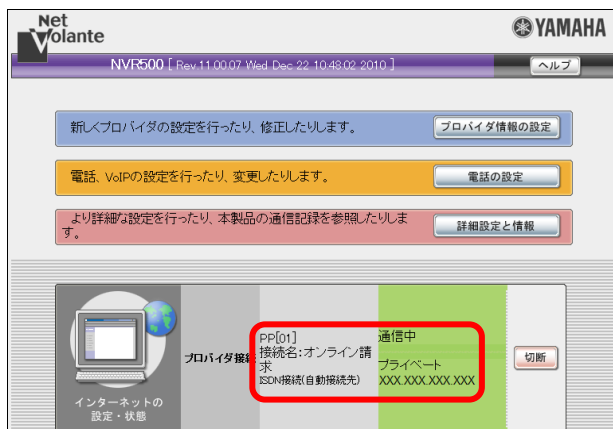 Net
Volante
YAMAHA
NVR500 [ Rev.11.00.07 Wed Dec 22 10:48:02 2010 ]
ヘルプ
新しくプロバイダの設定を行ったり、修正したりします。
プロバイダ情報の設定
電話、VoIPの設定を行ったり、変更したりします。
電話の設定
より詳細な設定を行ったり、本製品の通信記録を参照したりしま
す。
詳細設定と情報
インターネットの
設定・状態
プロバイダ接続
PP[01]
接続名:オンライン請
求
ISDN接続(自動接続先)
通信中
プライベート
XXX.XXX.XXX.XXX
切断